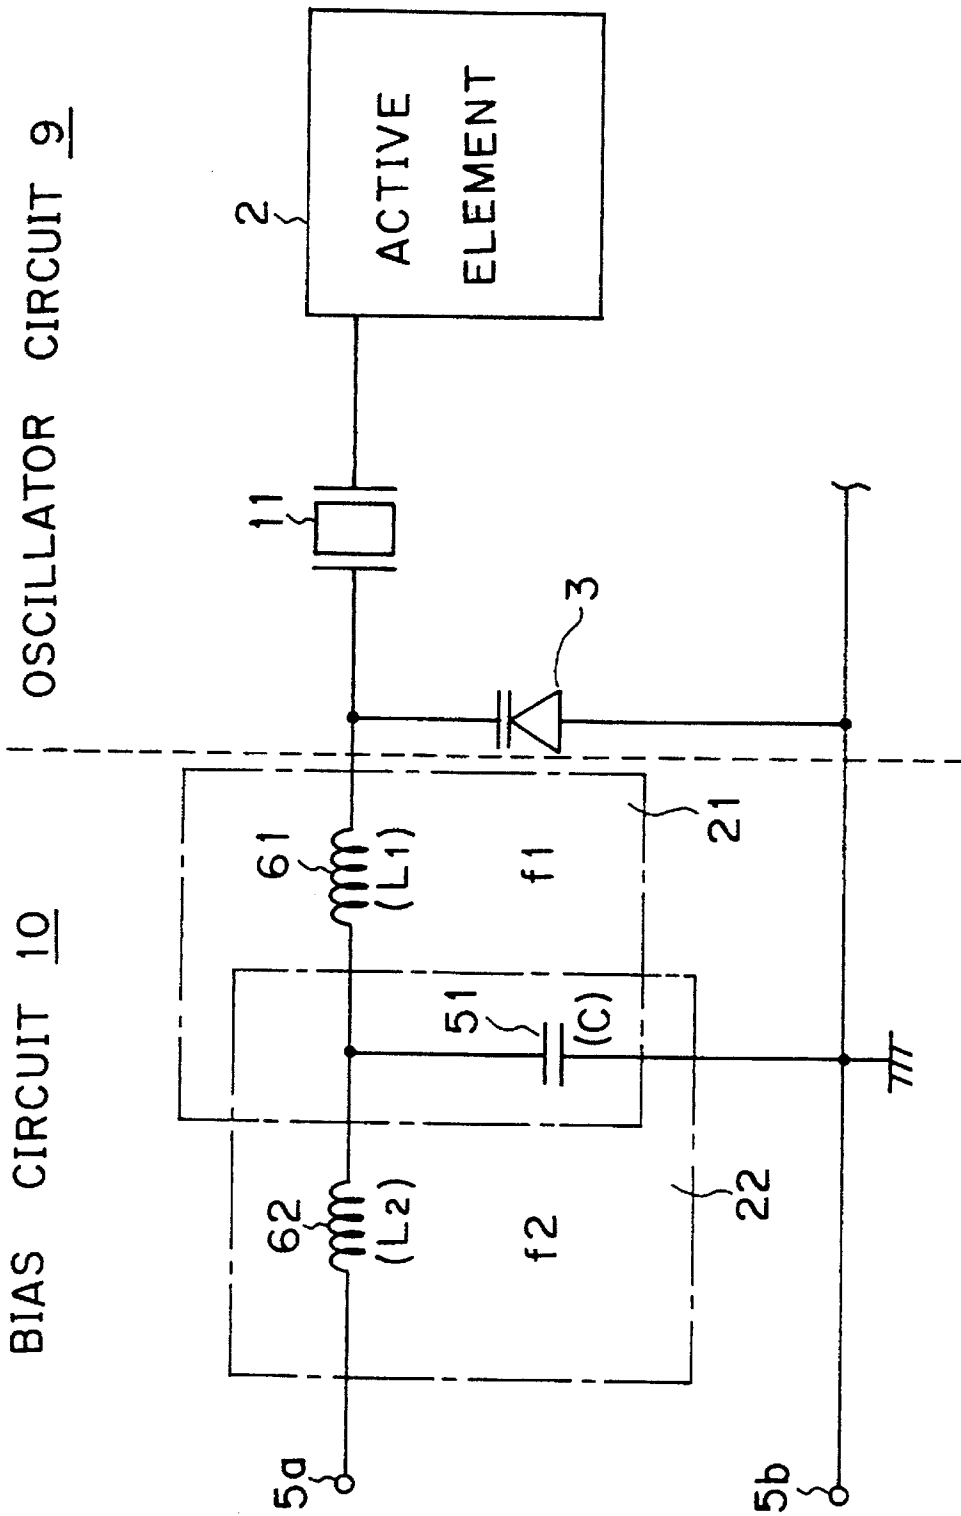 BIAS CIRCUIT 10
OSCILLATOR CIRCUIT 9
5a
62
(L2)
f2
22
51
(C)
61
(L1)
f1
21
3
11
2
ACTIVE
ELEMENT
5b